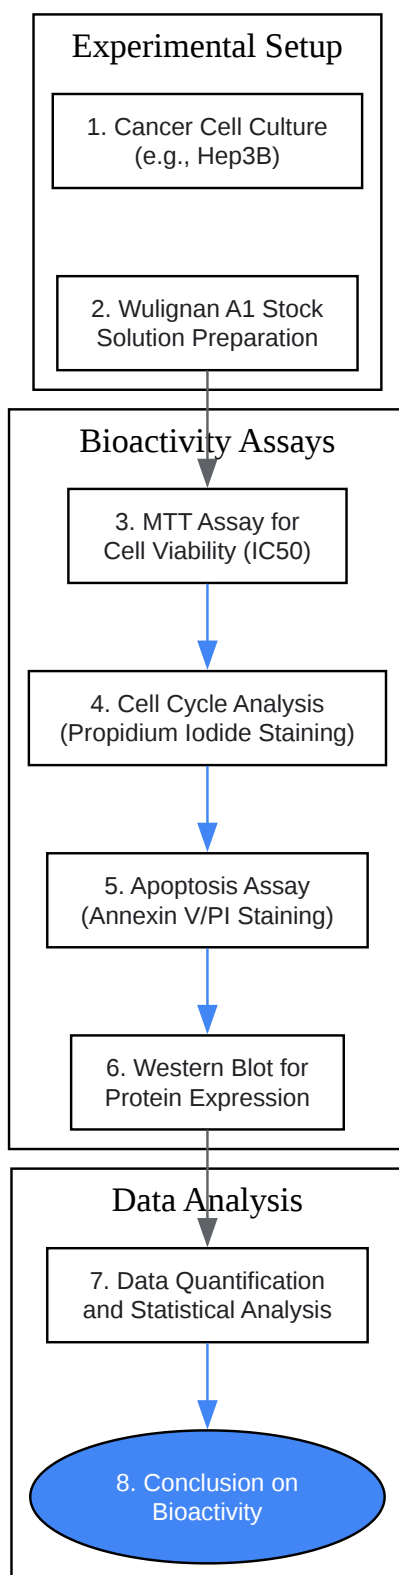 Experimental Setup
1. Cancer Cell Culture
(e.g., Hep3B)
2. Wulignan A1 Stock
Solution Preparation
Bioactivity Assays
3. MTT Assay for
Cell Viability (IC50)
4. Cell Cycle Analysis
(Propidium Iodide Staining)
5. Apoptosis Assay
(Annexin V/PI Staining)
6. Western Blot for
Protein Expression
Data Analysis
7. Data Quantification
and Statistical Analysis
8. Conclusion on
Bioactivity